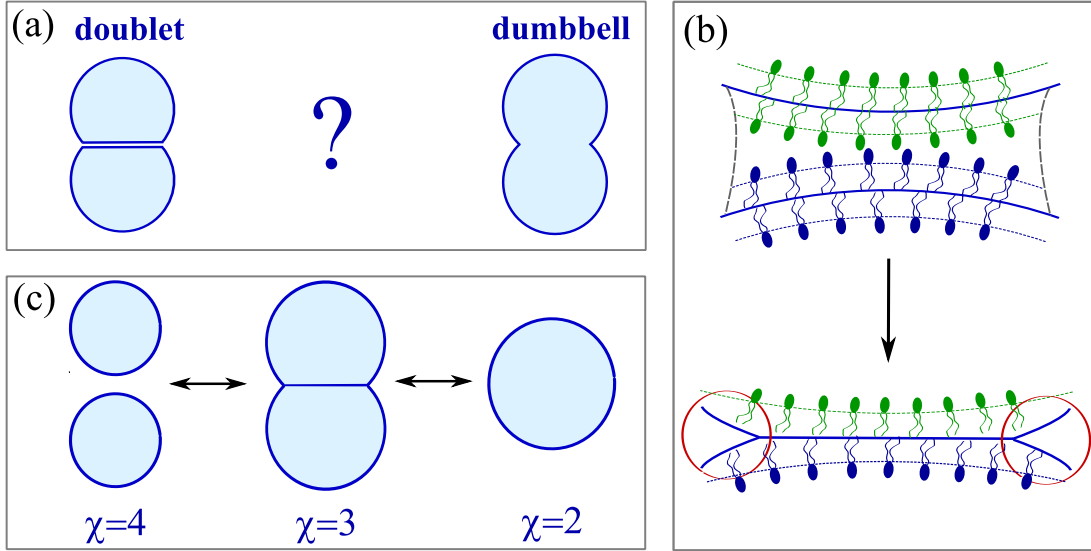 (a)
doublet
dumbbell
?
(b)
(c)
χ=4
χ=3
χ=2